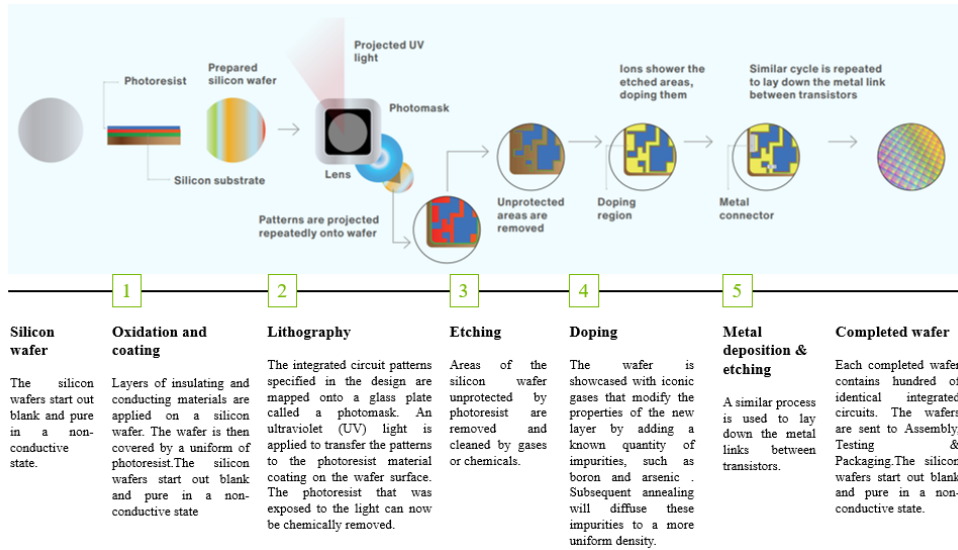 Projected UV
light
Photoresist
Prepared
silicon wafer
Photomask
Lens
Silicon substrate
Patterns are projected
repeatedly onto wafer
Unprotected
areas are
removed
Ions shower the
etched areas,
doping them
Doping
region
Similar cycle is repeated
to lay down the metal link
between transistors
Metal
connector
1
2
3
4
5
Silicon
wafer
The silicon
wafers start out
blank and pure
in a non-
conductive
state.
Oxidation and
coating
Layers of insulating and
conducting materials are
applied on a silicon
wafer. The wafer is then
covered by a uniform of
photoresist.The silicon
wafers start out blank
and pure in a non-
conductive state
Lithography
The integrated circuit patterns
specified in the design are
mapped onto a glass plate
called a photomask. An
ultraviolet (UV) light is
applied to transfer the patterns
to the photoresist material
coating on the wafer surface.
The photoresist that was
exposed to the light can now
be chemically removed.
Etching
Areas of the
silicon wafer
unprotected by
photoresist are
removed and
cleaned by gases
or chemicals.
Doping
The wafer is
showcased with iconic
gases that modify the
properties of the new
layer by adding a
known quantity of
impurities, such as
boron and arsenic .
Subsequent annealing
will diffuse these
impurities to a more
uniform density.
Metal
deposition &
etching
A similar process
is used to lay
down the metal
links between
transistors.
Completed wafer
Each completed wafer
contains hundred of
identical integrated
circuits. The wafers
are sent to Assembly,
Testing &
Packaging.The silicon
wafers start out blank
and pure in a non-
conductive state.